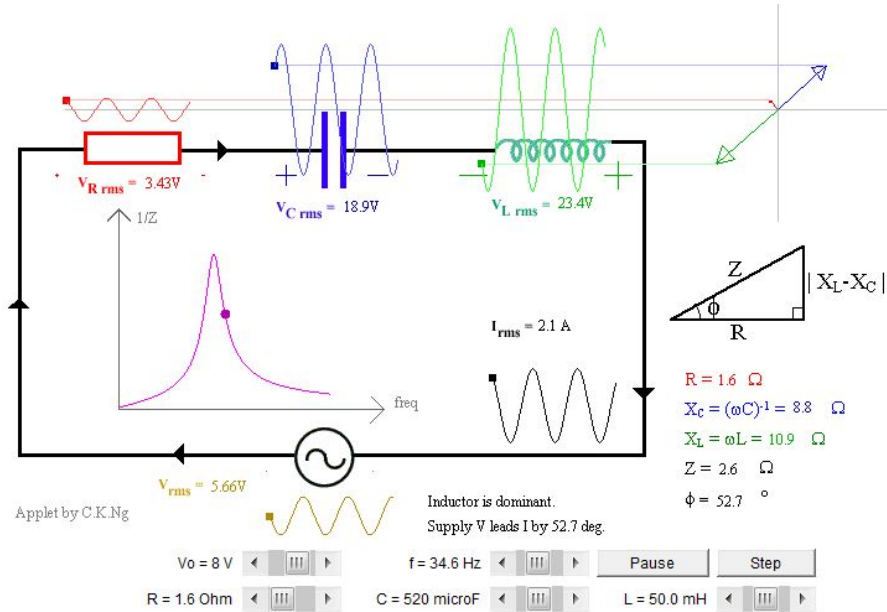 V_R rms = 3.43V
+ −
V_C rms = 18.9V
− +
V_L rms = 23.4V
1/Z
freq
I_rms = 2.1 A
Z
|X_L-X_C|
ϕ
R
R = 1.6 Ω
X_C = (ωC)^-1 = 8.8 Ω
X_L = ωL = 10.9 Ω
Z = 2.6 Ω
ϕ = 52.7 °
V_rms = 5.66V
Applet by C.K.Ng
Inductor is dominant.
Supply V leads I by 52.7 deg.
Vo = 8 V
f = 34.6 Hz
Pause
Step
R = 1.6 Ohm
C = 520 microF
L = 50.0 mH